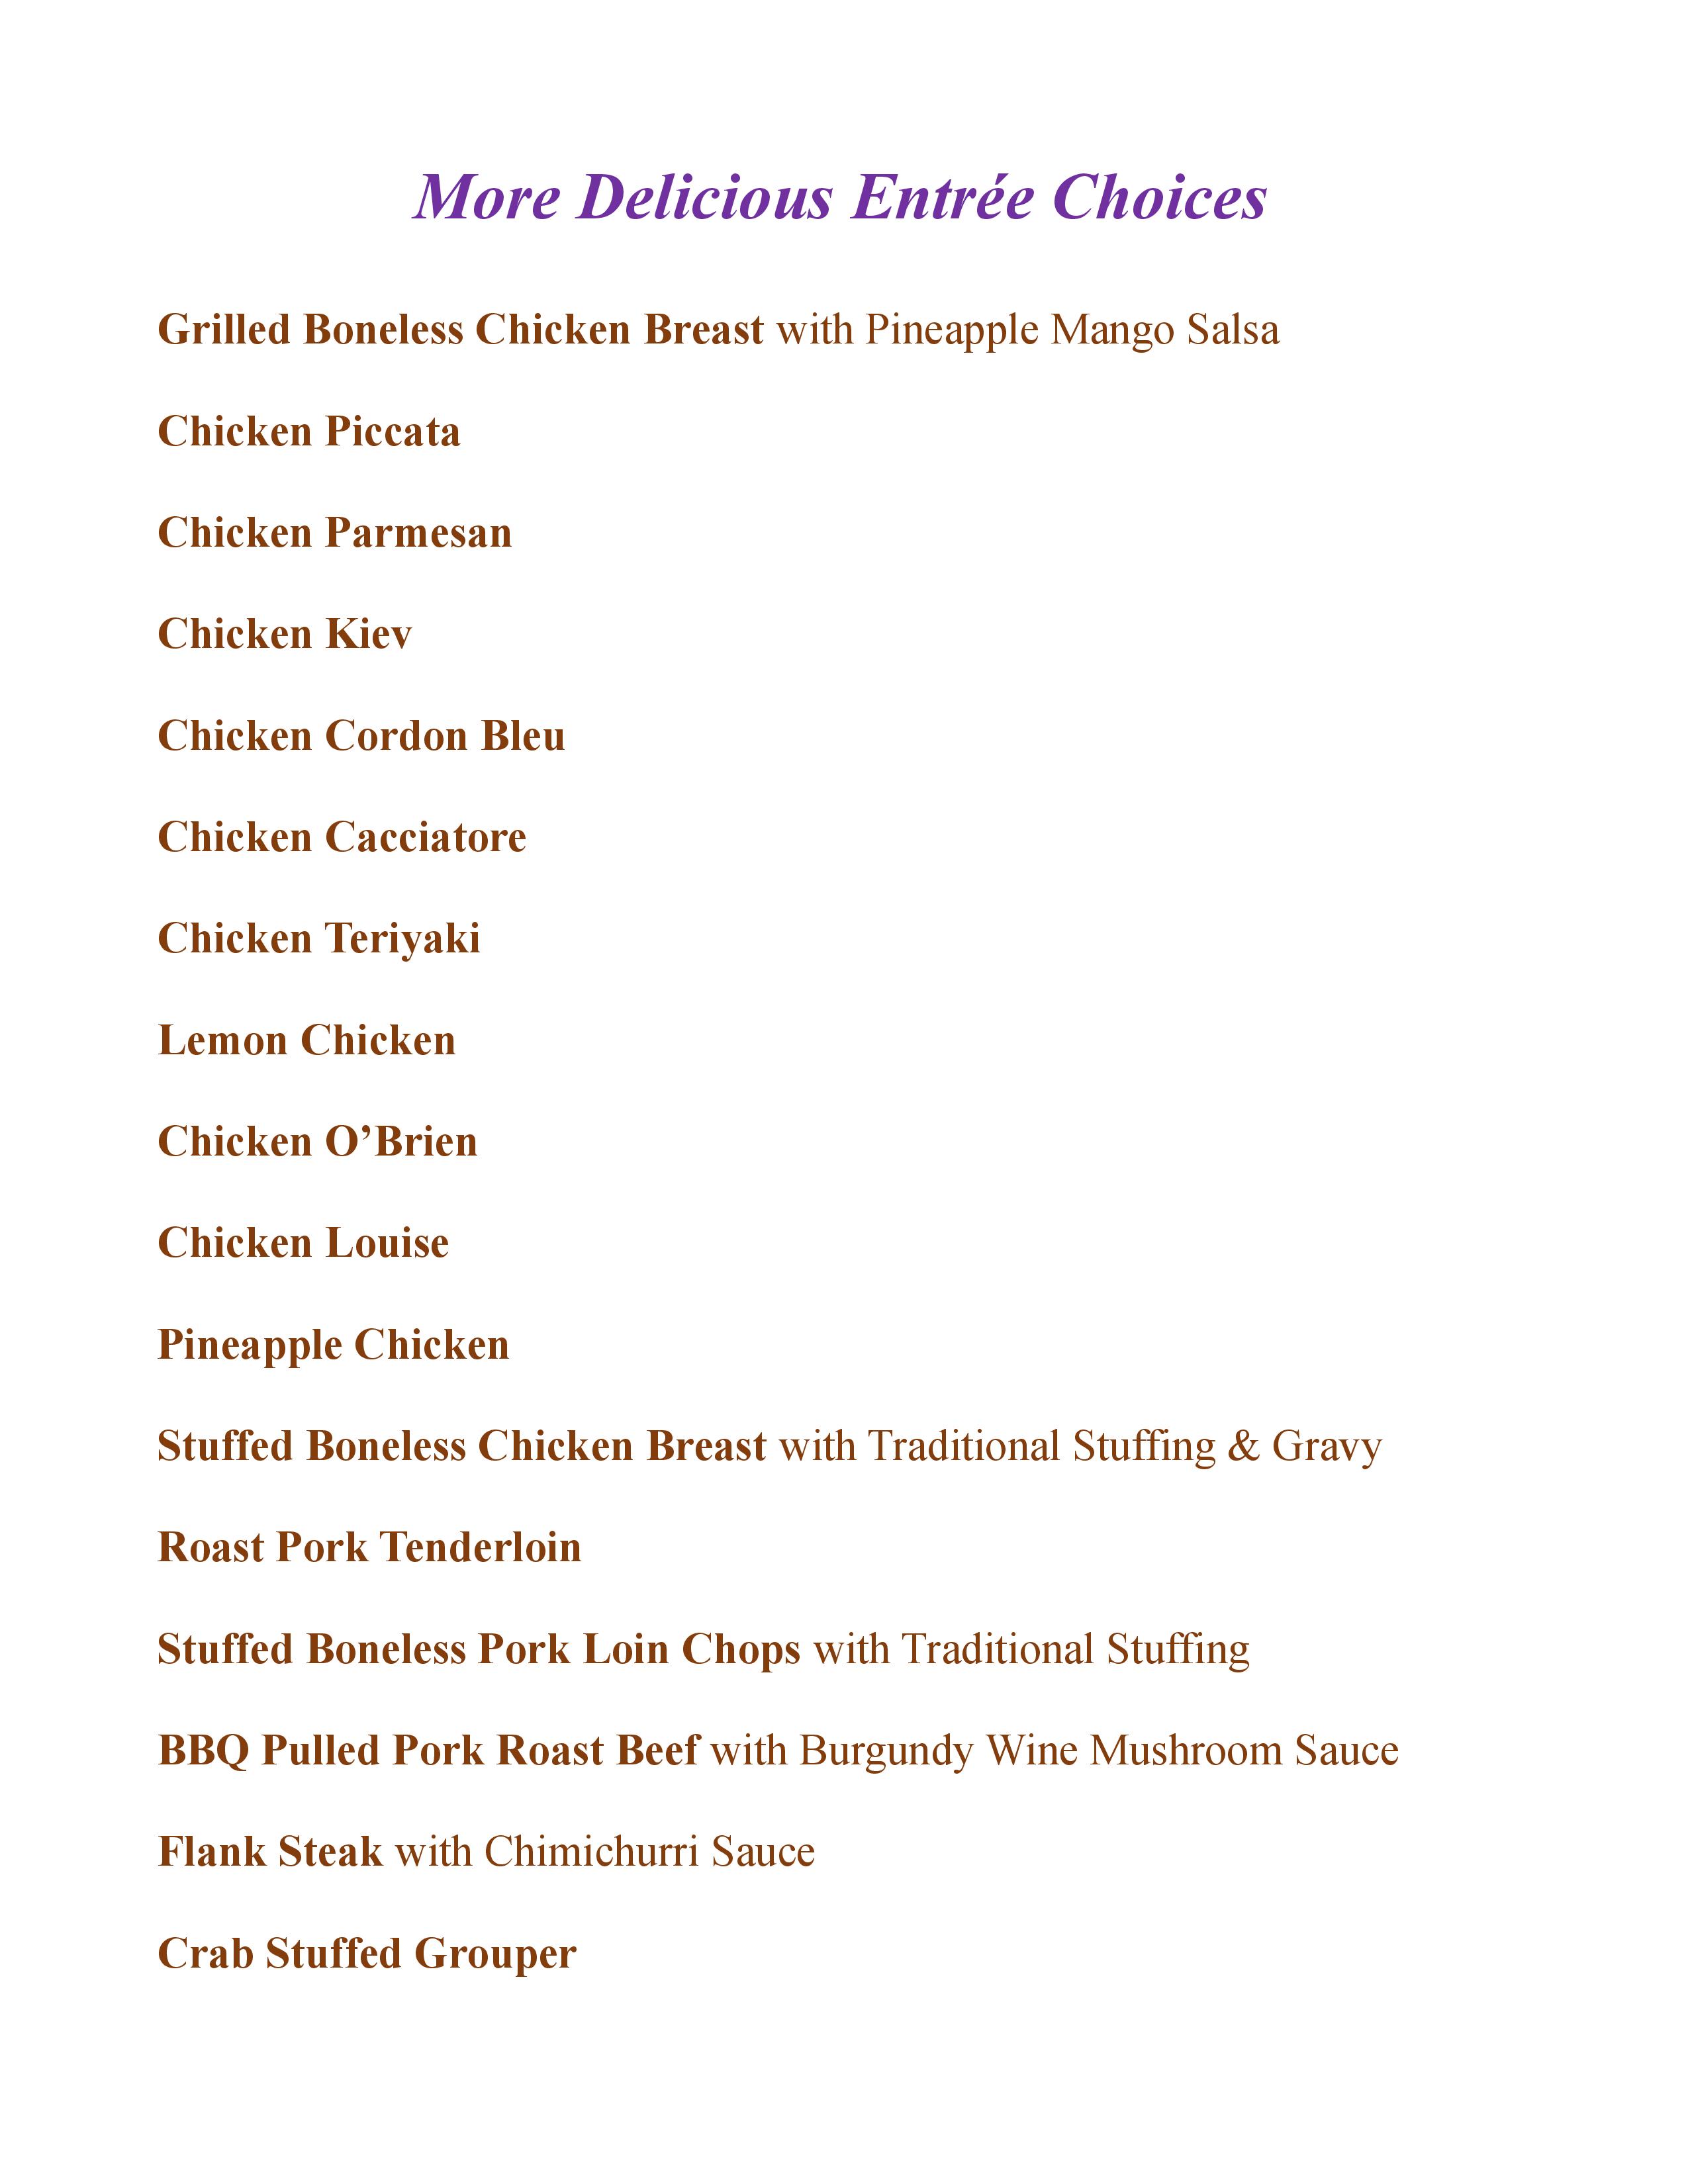 More Delicious Entrée Choices
Grilled Boneless Chicken Breast with Pineapple Mango Salsa
Chicken Piccata
Chicken Parmesan
Chicken Kiev
Chicken Cordon Bleu
Chicken Cacciatore
Chicken Teriyaki
Lemon Chicken
Chicken O’Brien
Chicken Louise
Pineapple Chicken
Stuffed Boneless Chicken Breast with Traditional Stuffing & Gravy
Roast Pork Tenderloin
Stuffed Boneless Pork Loin Chops with Traditional Stuffing
BBQ Pulled Pork Roast Beef with Burgundy Wine Mushroom Sauce
Flank Steak with Chimichurri Sauce
Crab Stuffed Grouper